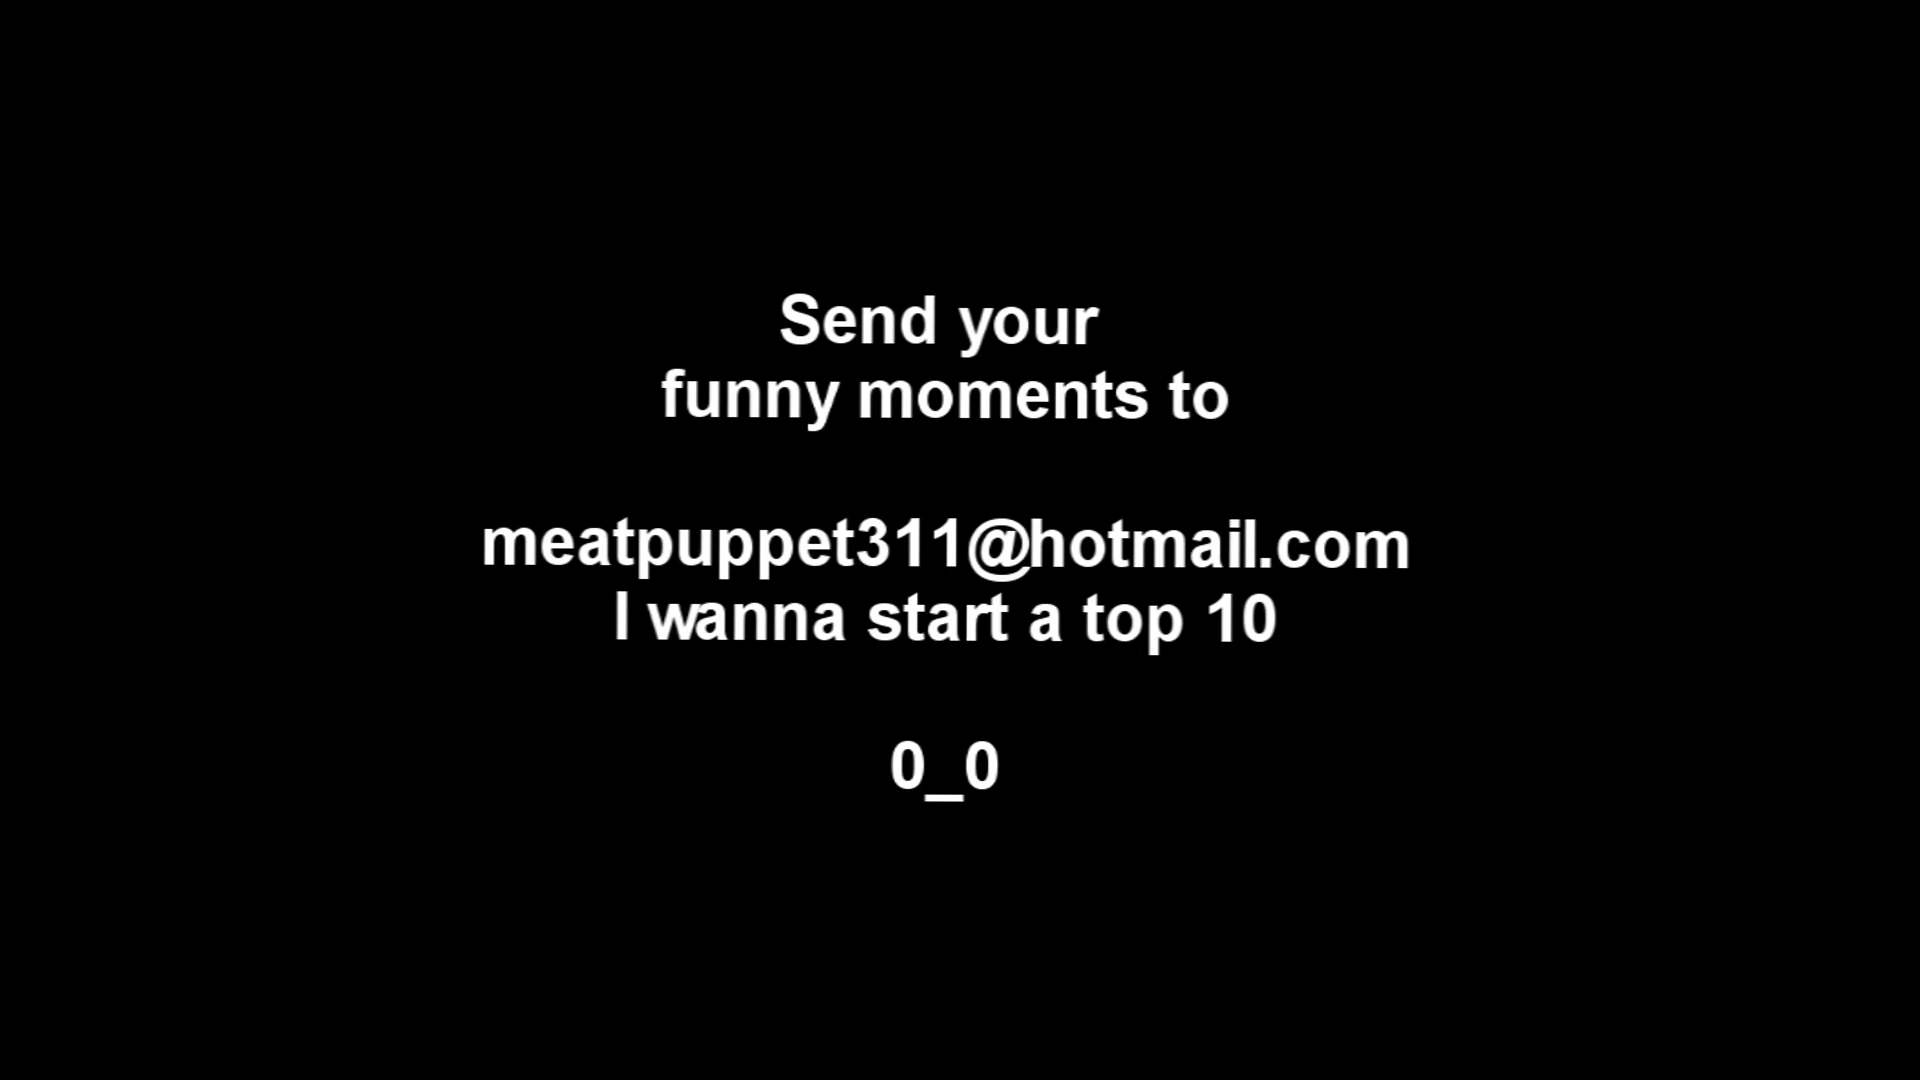 Send your
funny moments to
meatpuppet311@hotmail.com
I wanna start a top 10
0_0